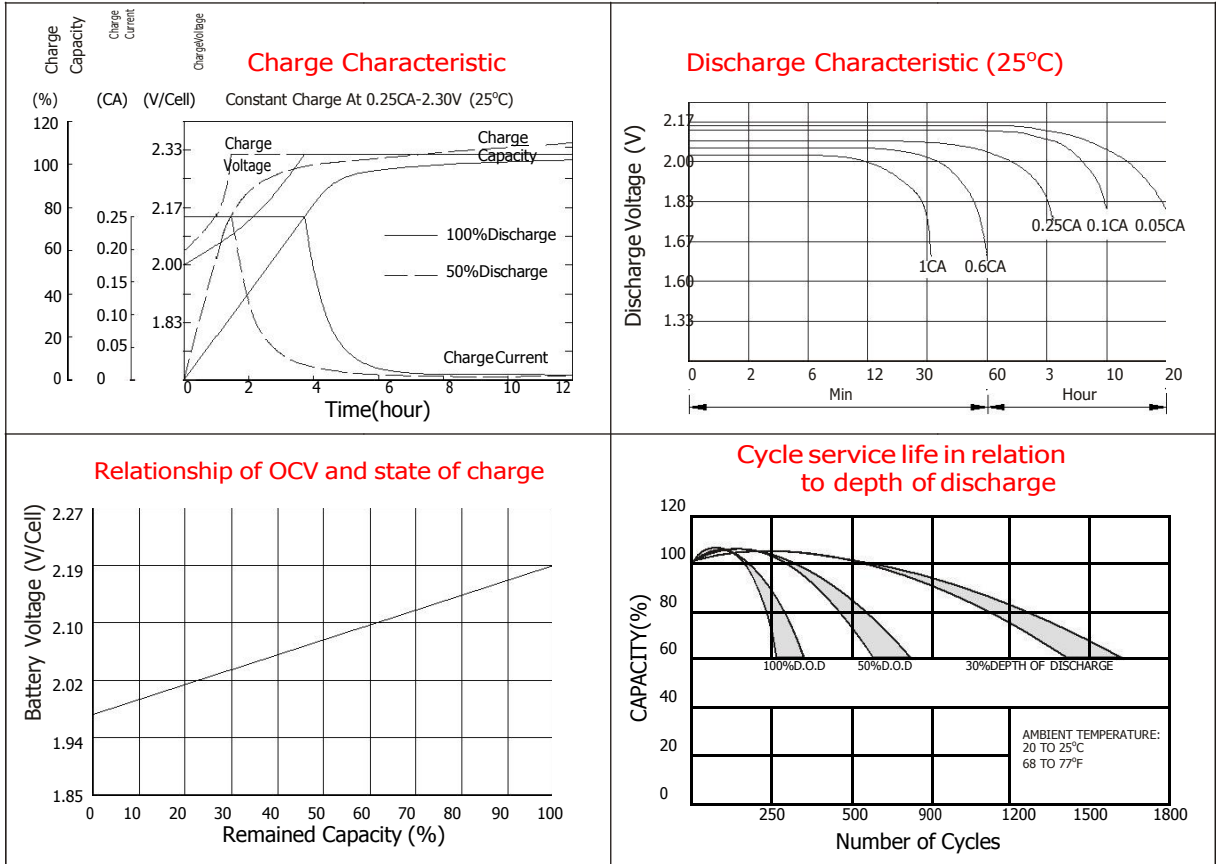 Charge
Capacity
Charge
Current
ChargeVoltage
Charge Characteristic
(%) (CA) (V/Cell) Constant Charge At 0.25CA-2.30V (25°C)
120
100
80
60
40
20
0
0.25
0.20
0.15
0.10
0.05
0
2.33
2.17
2.00
1.83
Charge
Voltage
Charge
Capacity
100%Discharge
50%Discharge
Charge Current
0 2 4 6 8 10 12
Time(hour)
Discharge Characteristic (25°C)
Discharge Voltage (V)
2.17
2.00
1.83
1.67
1.60
1.33
0.25CA 0.1CA 0.05CA
1CA 0.6CA
0 2 6 12 30 60 3 10 20
Min Hour
Relationship of OCV and state of charge
Battery Voltage (V/Cell)
2.27
2.19
2.10
2.02
1.94
1.85
0 10 20 30 40 50 60 70 80 90 100
Remained Capacity (%)
Cycle service life in relation
to depth of discharge
CAPACITY(%)
120
100
80
60
40
20
0
100%D.O.D 50%D.O.D 30%DEPTH OF DISCHARGE
AMBIENT TEMPERATURE:
20 TO 25°C
68 TO 77°F
250 500 900 1200 1500 1800
Number of Cycles